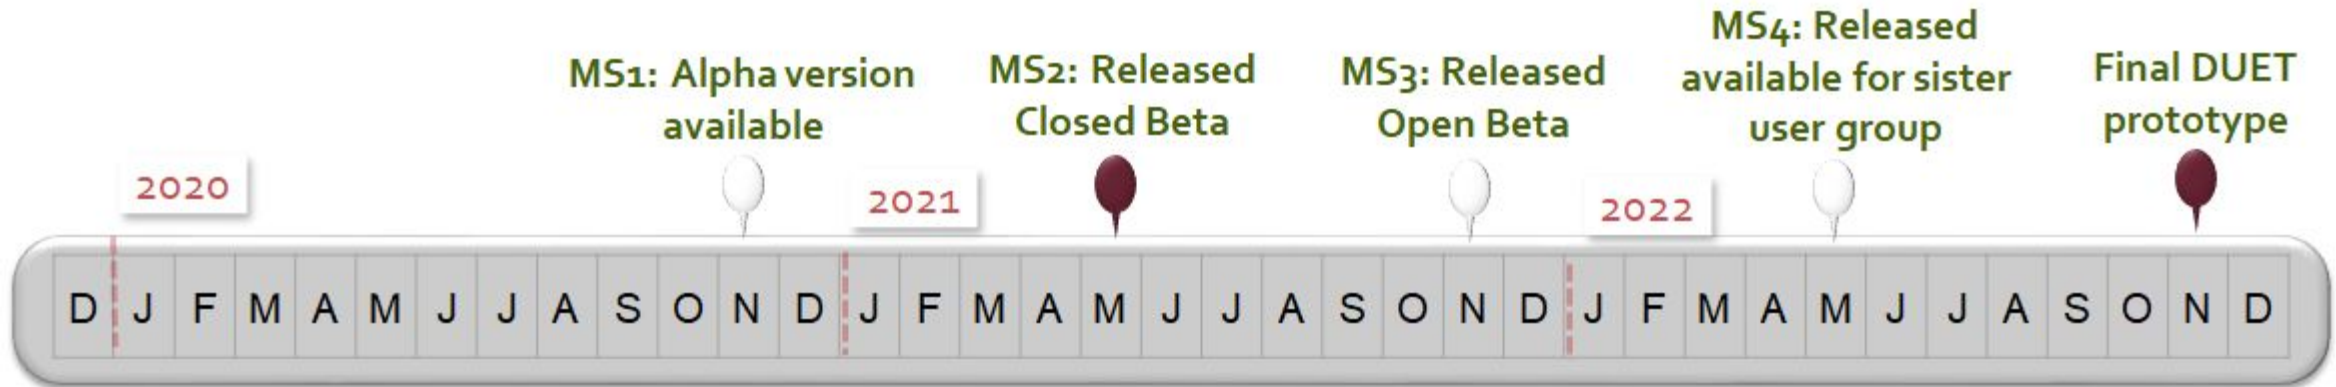 MS1: Alpha version
available
MS2: Released
Closed Beta
MS3: Released
Open Beta
MS4: Released
available for sister
user group
Final DUET
prototype
2020
2021
2022
D J F M A M J J A S O N D J F M A M J J A S O N D J F M A M J J A S O N D